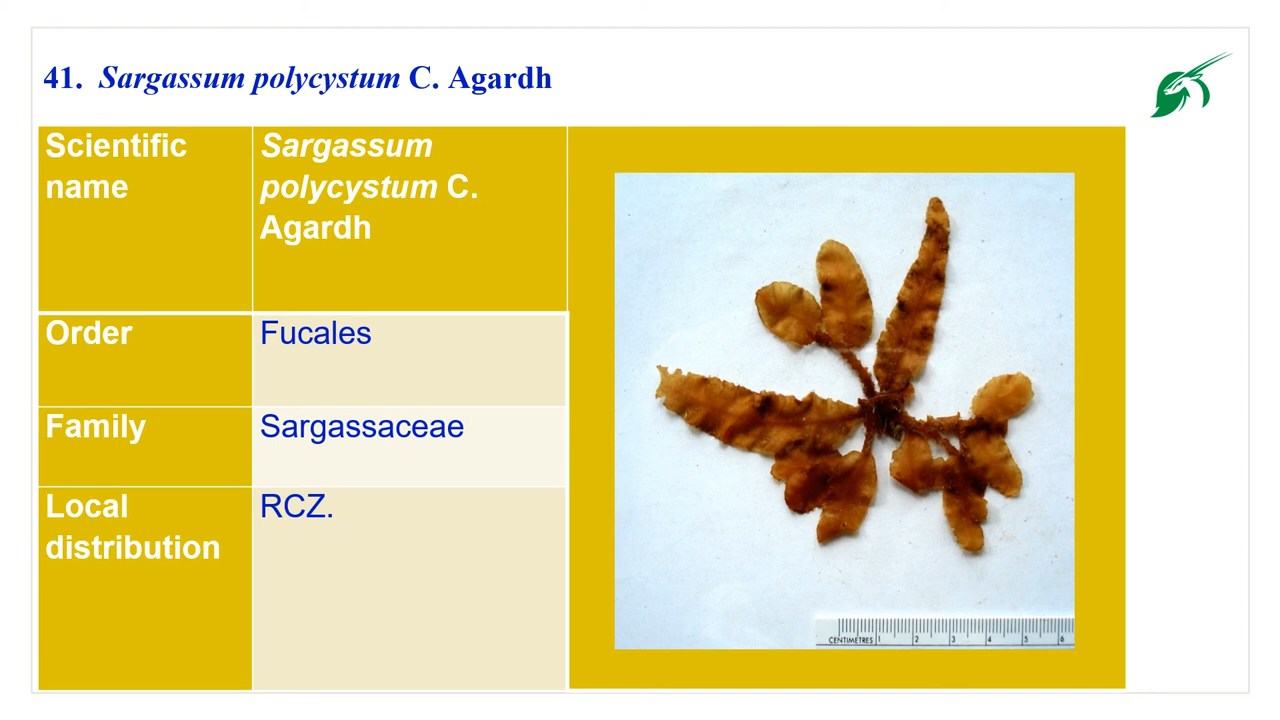 41. Sargassum polycystum C. Agardh
Scientific
name
Sargassum
polycystum C.
Agardh
Order
Fucales
Family
Sargassaceae
Local
distribution
RCZ.
CENTIMETRES 1 2 3 4 5 6